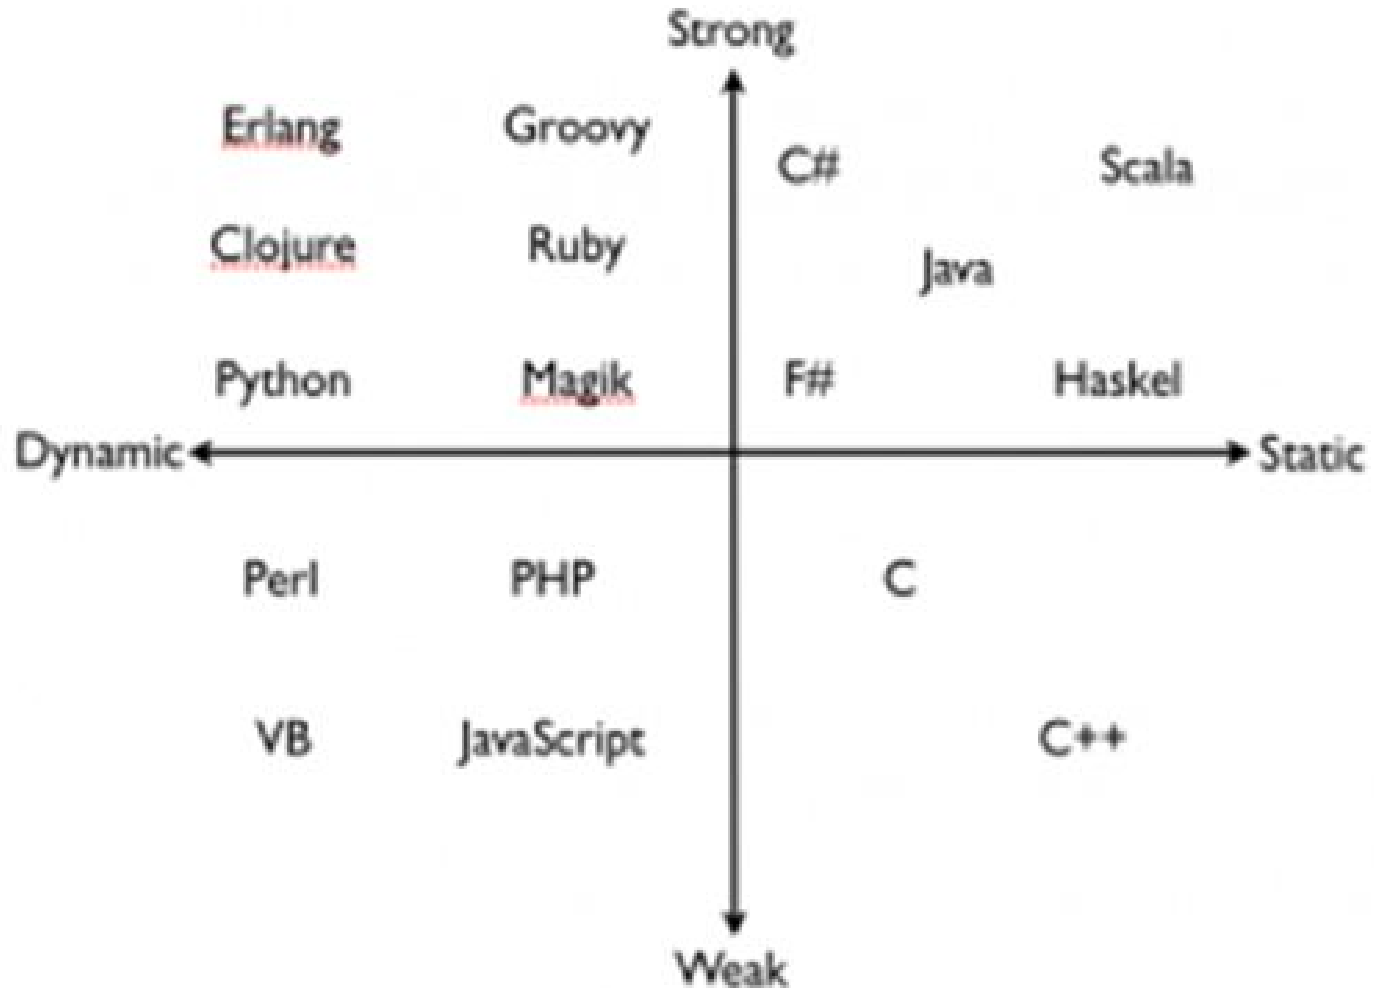 Strong
Erlang Groovy
C# Scala
Clojure Ruby
Java
Python Magik F# Haskel
Dynamic Static
Perl PHP C
VB JavaScript C++
Weak